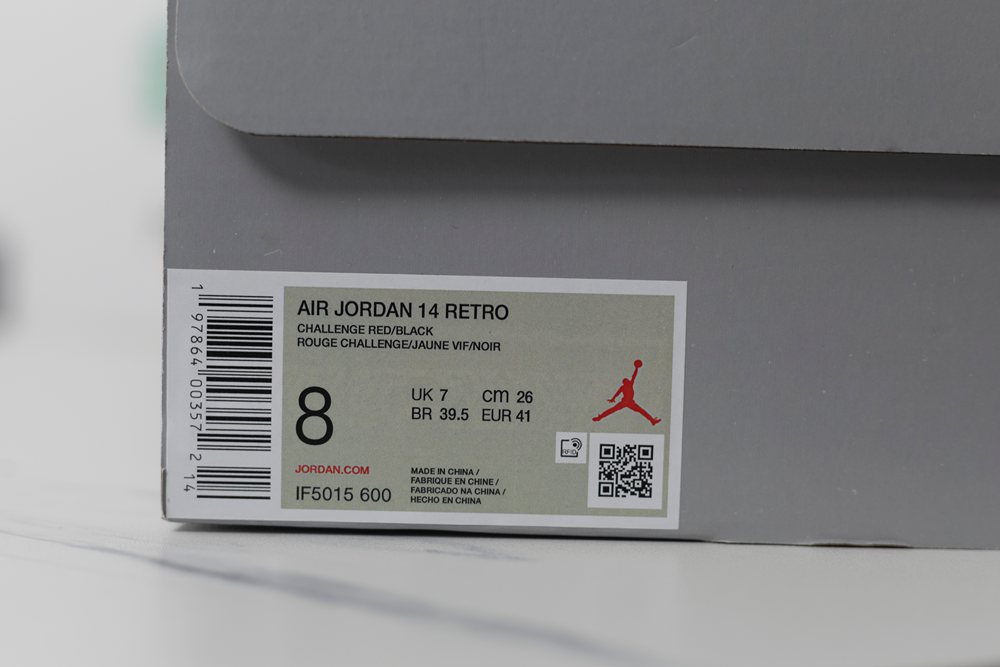 AIR JORDAN 14 RETRO
CHALLENGE RED/BLACK
ROUGE CHALLENGE/JAUNE VIF/NOIR
8
UK 7 cm 26
BR 39.5 EUR 41
RFID
JORDAN.COM
IF5015 600
MADE IN CHINA /
FABRIQUE EN CHINE /
FABRICADO NA CHINA /
HECHO EN CHINA
1 97864 00357 2 14